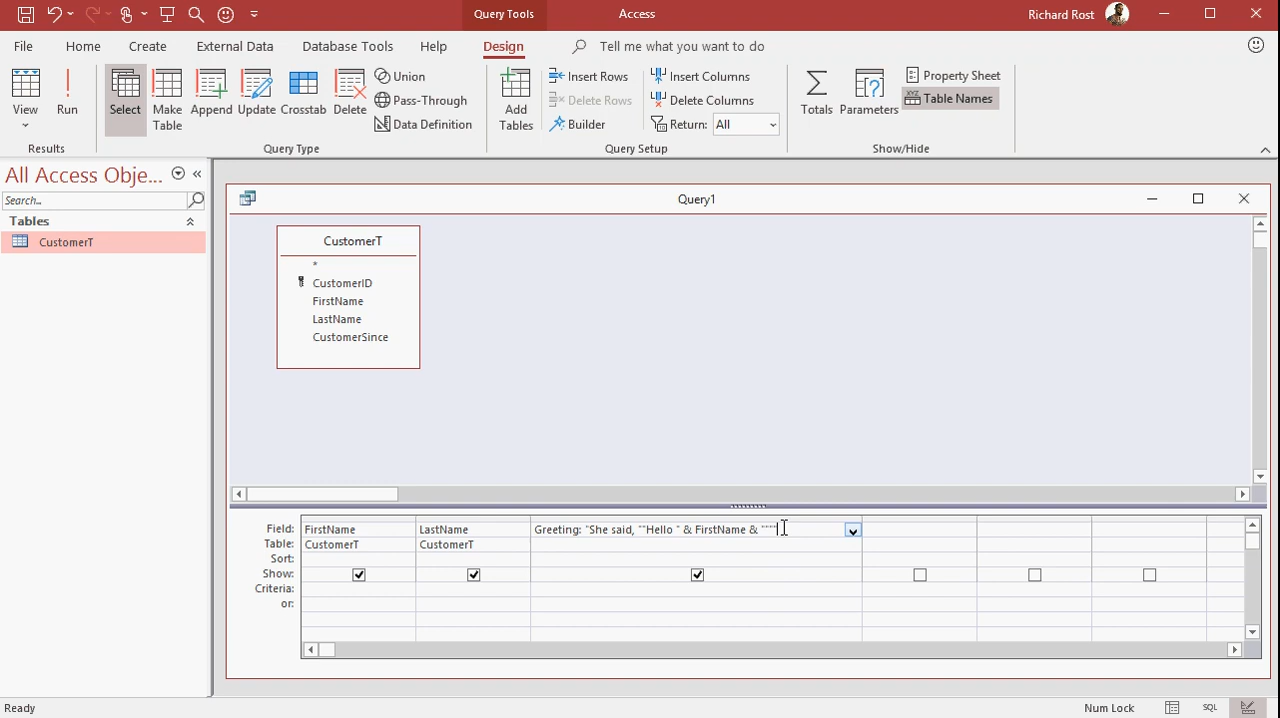 Query Tools
Access
Richard Rost
File
Home
Create
External Data
Database Tools
Help
Design
Tell me what you want to do
View
Run
Select
Make Table
Append
Update
Crosstab
Delete
Union
Pass-Through
Data Definition
Add Tables
Insert Rows
Delete Rows
Builder
Insert Columns
Delete Columns
Return: All
Totals
Parameters
Property Sheet
Table Names
Results
Query Type
Query Setup
Show/Hide
All Access Obje...
Search...
Tables
CustomerT
Query1
CustomerT
*
CustomerID
FirstName
LastName
CustomerSince
Field: FirstName LastName Greeting: "She said, ""Hello " & FirstName & """"
Table: CustomerT CustomerT
Sort:
Show:
Criteria:
or:
Ready
Num Lock
SQL